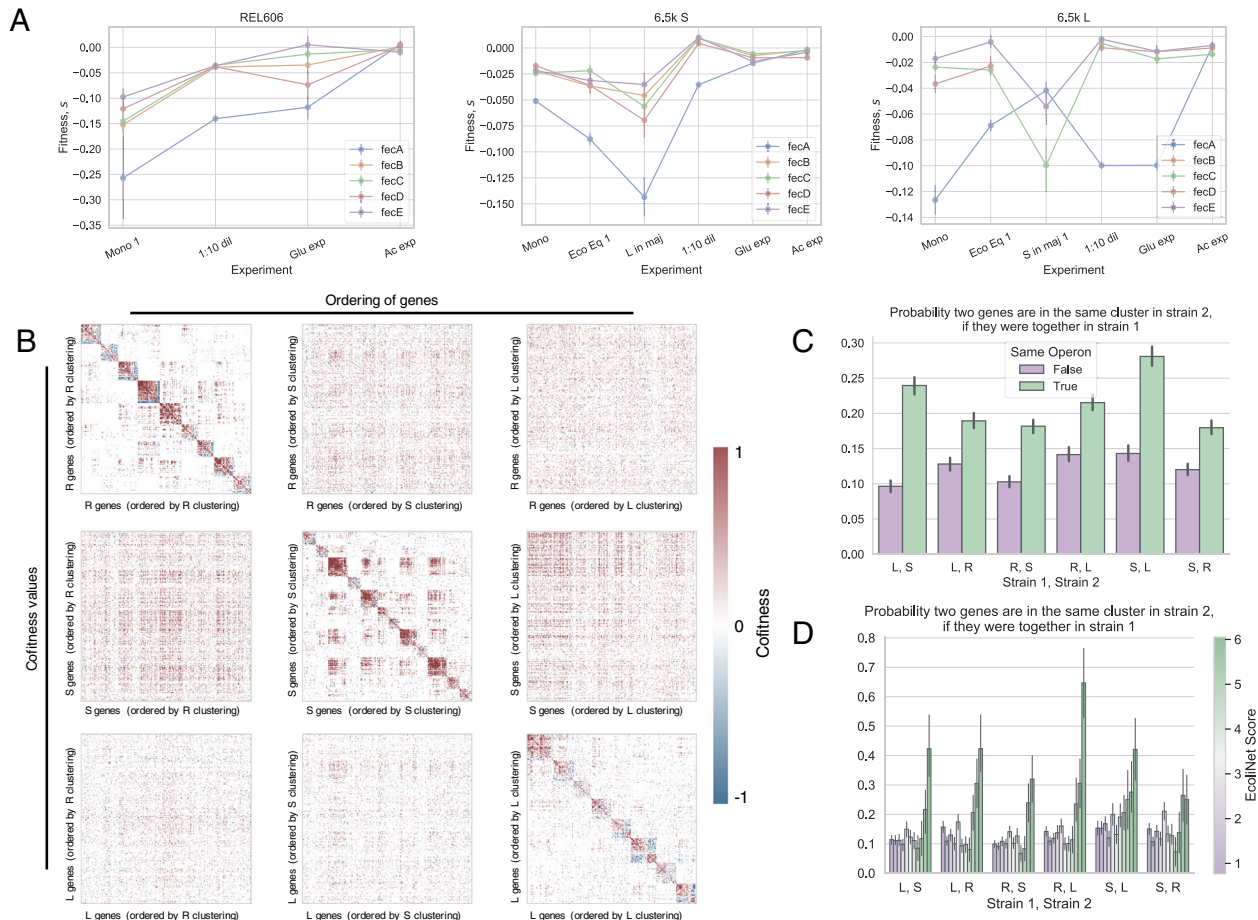 A
REL606
0.00
−0.05
−0.10
−0.15
−0.20
−0.25
−0.30
−0.35
Fitness, s
fecA
fecB
fecC
fecD
fecE
Mono 1
1:10 dil
Glu exp
Ac exp
Experiment
6.5k S
0.000
−0.025
−0.050
−0.075
−0.100
−0.125
−0.150
Fitness, s
fecA
fecB
fecC
fecD
fecE
Mono
Eco Eq 1
L in maj
1:10 dil
Glu exp
Ac exp
Experiment
6.5k L
0.00
−0.02
−0.04
−0.06
−0.08
−0.10
−0.12
−0.14
Fitness, s
fecA
fecB
fecC
fecD
fecE
Mono
Eco Eq 1
S in maj 1
1:10 dil
Glu exp
Ac exp
Experiment
B
Ordering of genes
Cofitness values
R genes (ordered by R clustering)
R genes (ordered by R clustering)
R genes (ordered by S clustering)
R genes (ordered by S clustering)
R genes (ordered by L clustering)
R genes (ordered by L clustering)
S genes (ordered by R clustering)
S genes (ordered by R clustering)
S genes (ordered by S clustering)
S genes (ordered by S clustering)
S genes (ordered by L clustering)
S genes (ordered by L clustering)
L genes (ordered by R clustering)
L genes (ordered by R clustering)
L genes (ordered by S clustering)
L genes (ordered by S clustering)
L genes (ordered by L clustering)
L genes (ordered by L clustering)
1
0
-1
Cofitness
C
Probability two genes are in the same cluster in strain 2,
if they were together in strain 1
0.30
0.25
0.20
0.15
0.10
0.05
0.00
Same Operon
False
True
L, S
L, R
R, S
R, L
S, L
S, R
Strain 1, Strain 2
D
Probability two genes are in the same cluster in strain 2,
if they were together in strain 1
0.8
0.7
0.6
0.5
0.4
0.3
0.2
0.1
0.0
L, S
L, R
R, S
R, L
S, L
S, R
Strain 1, Strain 2
6
5
4
3
2
1
EcoliNet Score